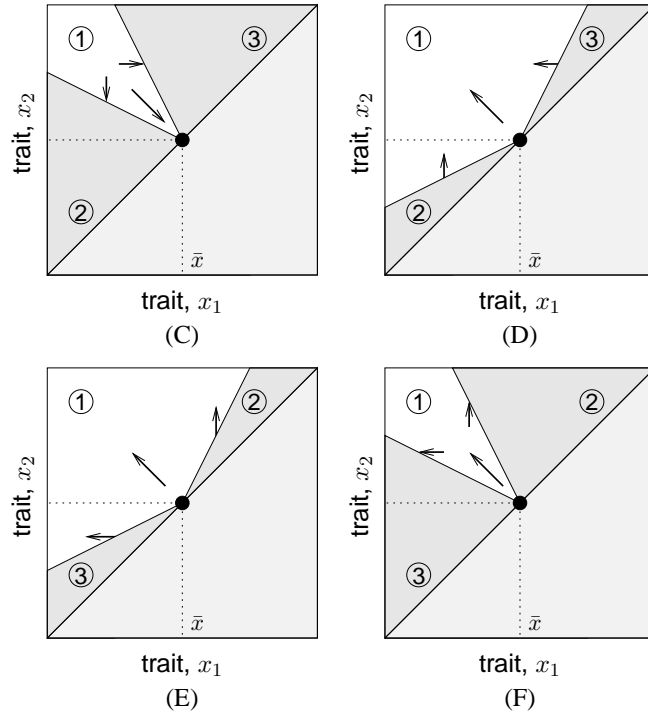 ① ③
① ③
trait, x₂
trait, x₂
② ②
x̄
x̄
trait, x₁
trait, x₁
(C)
(D)
① ②
① ②
trait, x₂
trait, x₂
③ ③
x̄
x̄
trait, x₁
trait, x₁
(E)
(F)